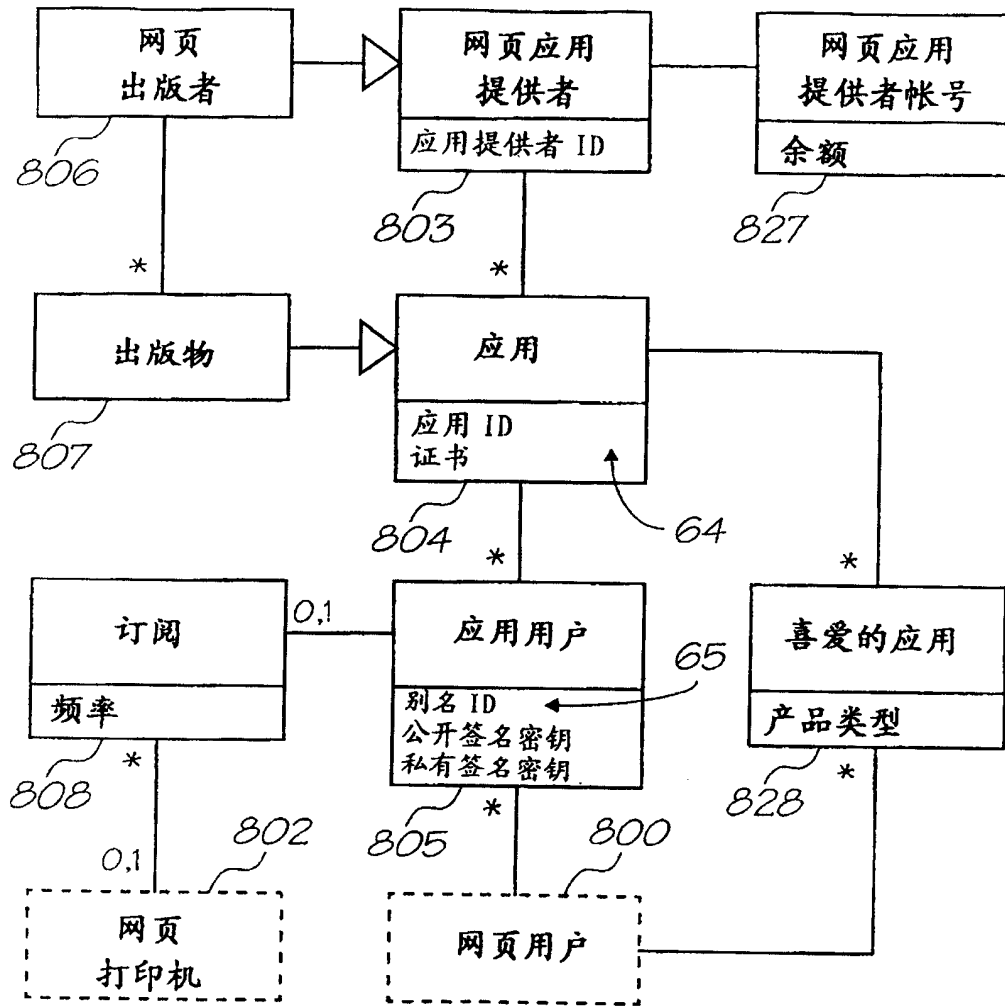 网页
出版者
网页应用
提供者
应用提供者 ID
网页应用
提供者帐号
余额
806
803
827
*
*
出版物
应用
应用 ID
证书
807
804
64
*
*
订阅
频率
0,1
应用用户
别名 ID
公开签名密钥
私有签名密钥
65
喜爱的应用
产品类型
808
*
805
*
828
*
802
800
0,1
网页
打印机
网页用户